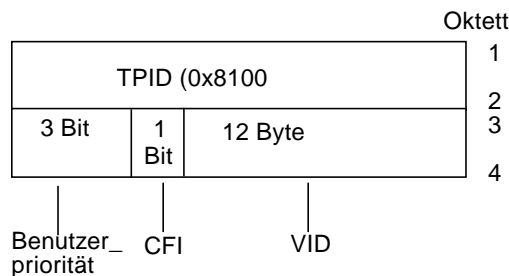 Oktett
1
TPID (0x8100
2
3 Bit
1
Bit
12 Byte
3
4
Benutzer_
priorität
CFI
VID